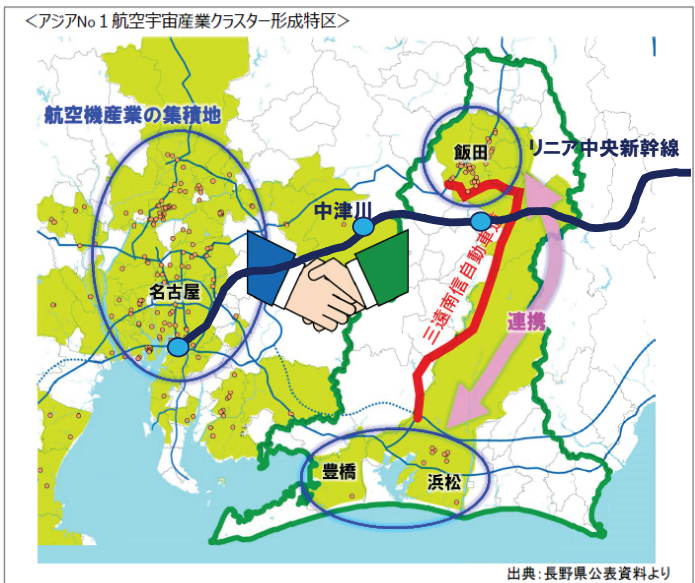 ＜アジアNo１航空宇宙産業クラスター形成特区＞
航空機産業の集積地
飯田
リニア中央新幹線
中津川
名古屋
三遠南信自動車道
連携
豊橋
浜松
出典：長野県公表資料より